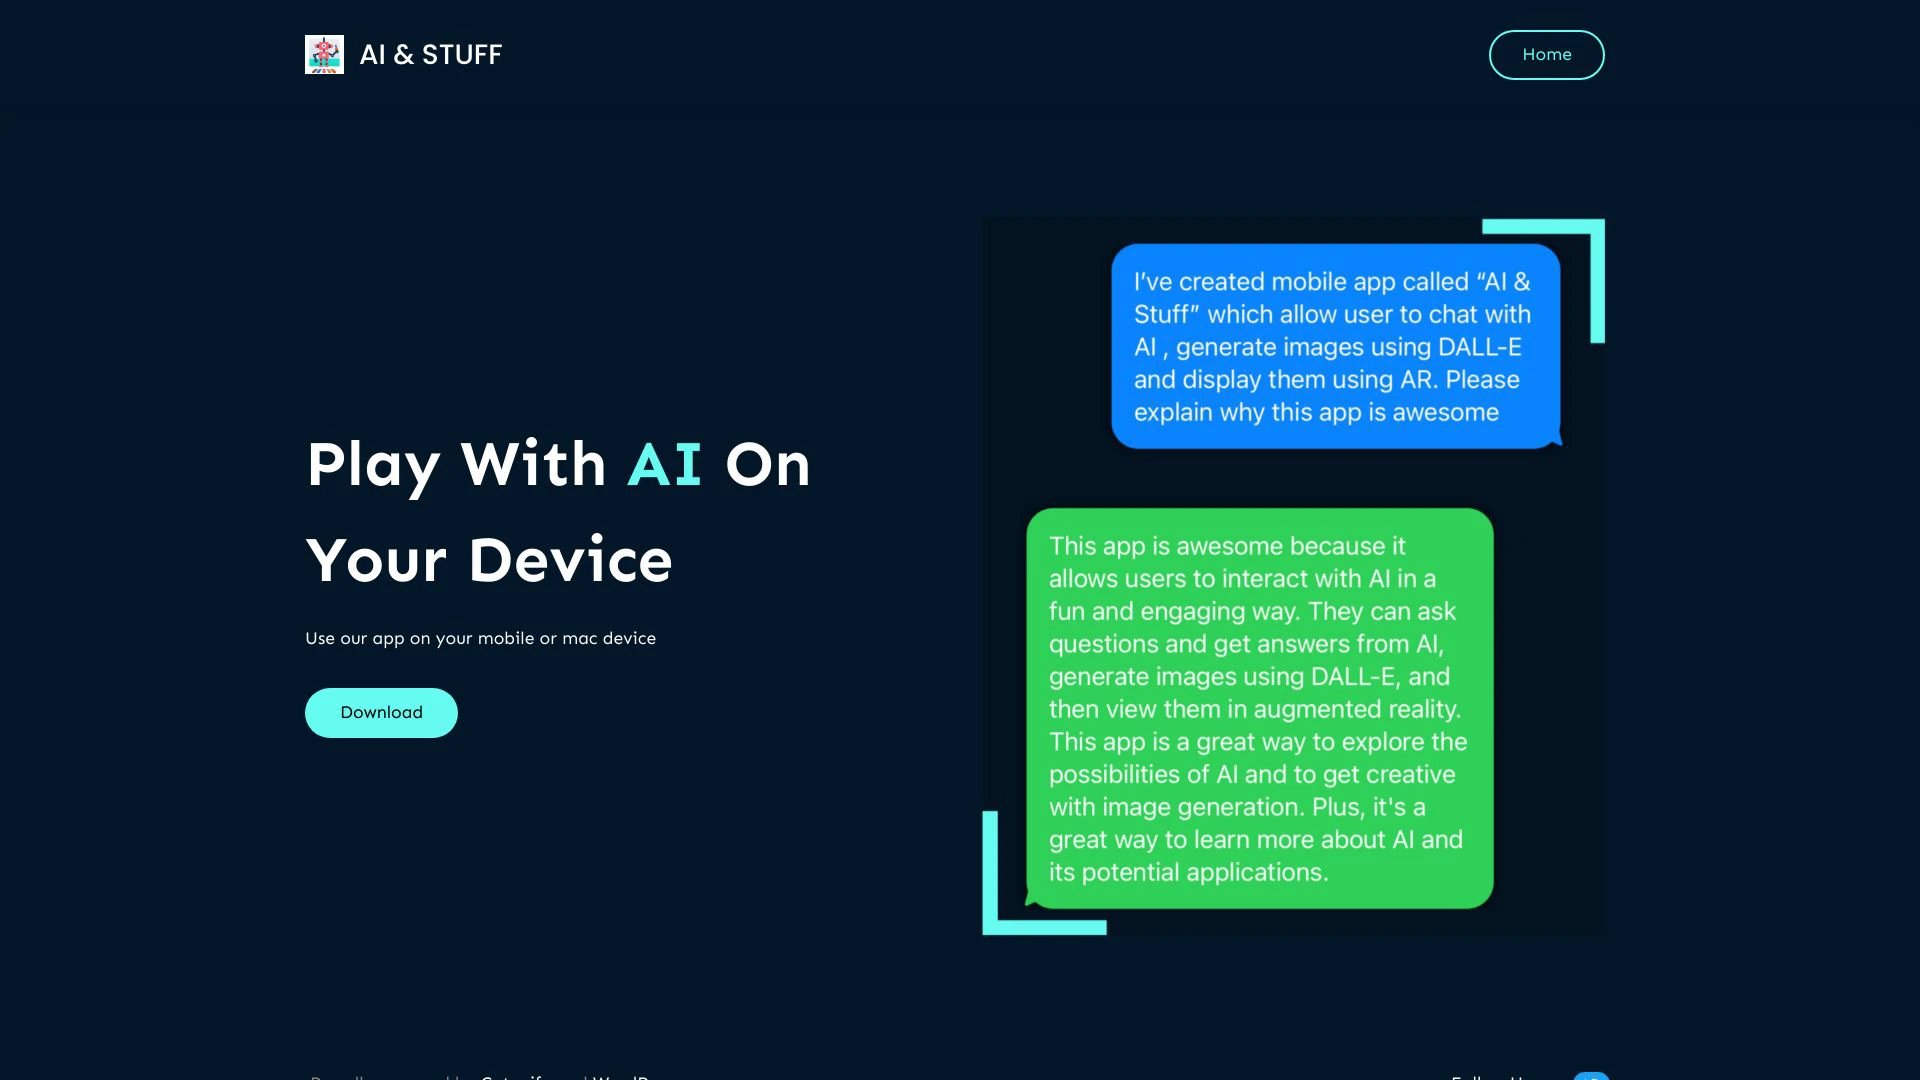 AI & STUFF
Home
Play With AI On
Your Device
Use our app on your mobile or mac device
Download
I’ve created mobile app called “AI &
Stuff” which allow user to chat with
AI , generate images using DALL-E
and display them using AR. Please
explain why this app is awesome
This app is awesome because it
allows users to interact with AI in a
fun and engaging way. They can ask
questions and get answers from AI,
generate images using DALL-E, and
then view them in augmented reality.
This app is a great way to explore the
possibilities of AI and to get creative
with image generation. Plus, it's a
great way to learn more about AI and
its potential applications.